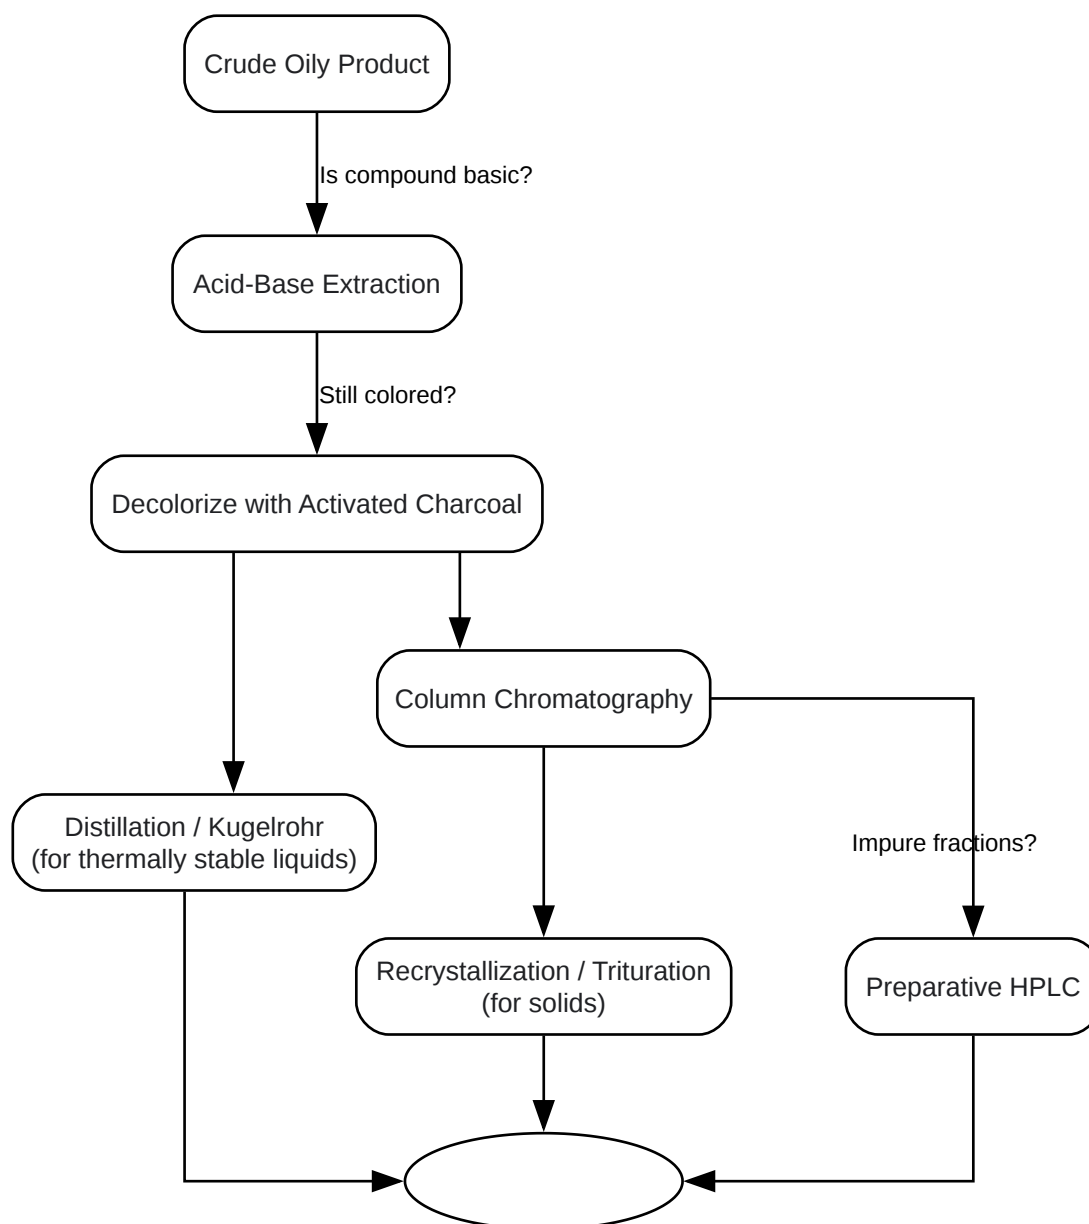 Crude Oily Product
Is compound basic?
Acid-Base Extraction
Still colored?
Decolorize with Activated Charcoal
Column Chromatography
Distillation / Kugelrohr
(for thermally stable liquids)
Impure fractions?
Recrystallization / Trituration
(for solids)
Preparative HPLC